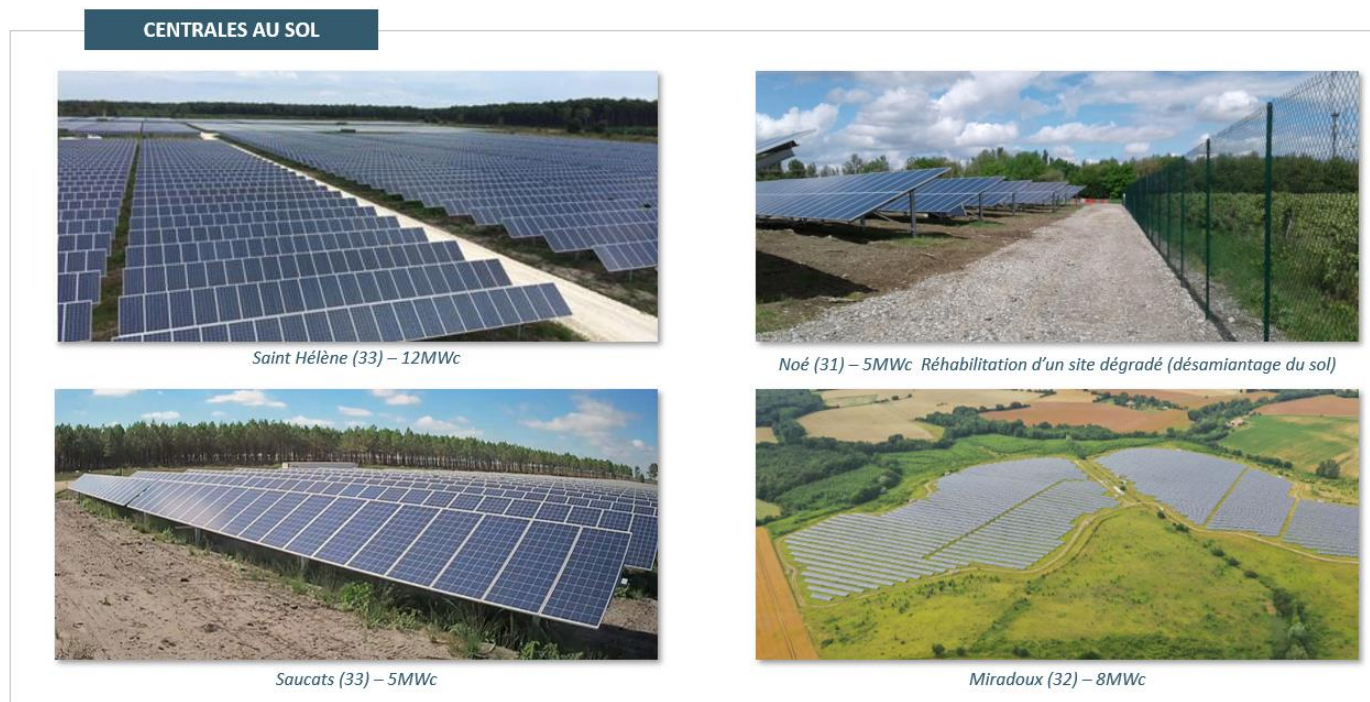 CENTRALES AU SOL
Saint Hélène (33) – 12MWc
Noé (31) – 5MWc  Réhabilitation d'un site dégradé (désamiantage du sol)
Saucats (33) – 5MWc
Miradoux (32) – 8MWc